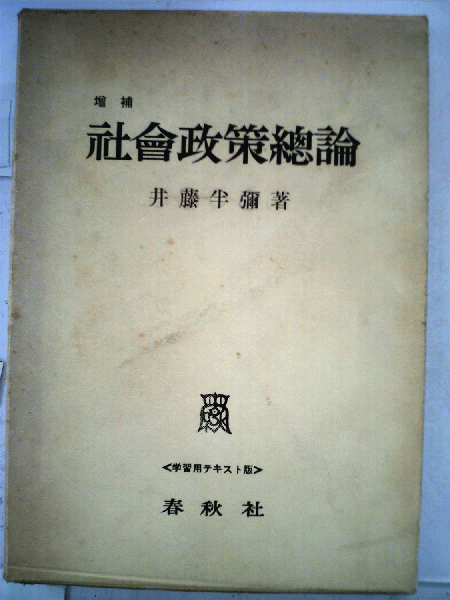 増補
社會政策總論
井藤半彌著
<学習用テキスト版>
春秋社